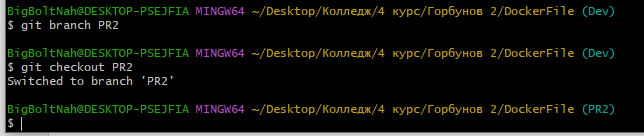 BigBoltNah@DESKTOP-PSEJFIA MINGW64 ~/Desktop/Колледж/4 курс/Горбунов 2/DockerFile (Dev)
$ git branch PR2
BigBoltNah@DESKTOP-PSEJFIA MINGW64 ~/Desktop/Колледж/4 курс/Горбунов 2/DockerFile (Dev)
$ git checkout PR2
Switched to branch 'PR2'
BigBoltNah@DESKTOP-PSEJFIA MINGW64 ~/Desktop/Колледж/4 курс/Горбунов 2/DockerFile (PR2)
$